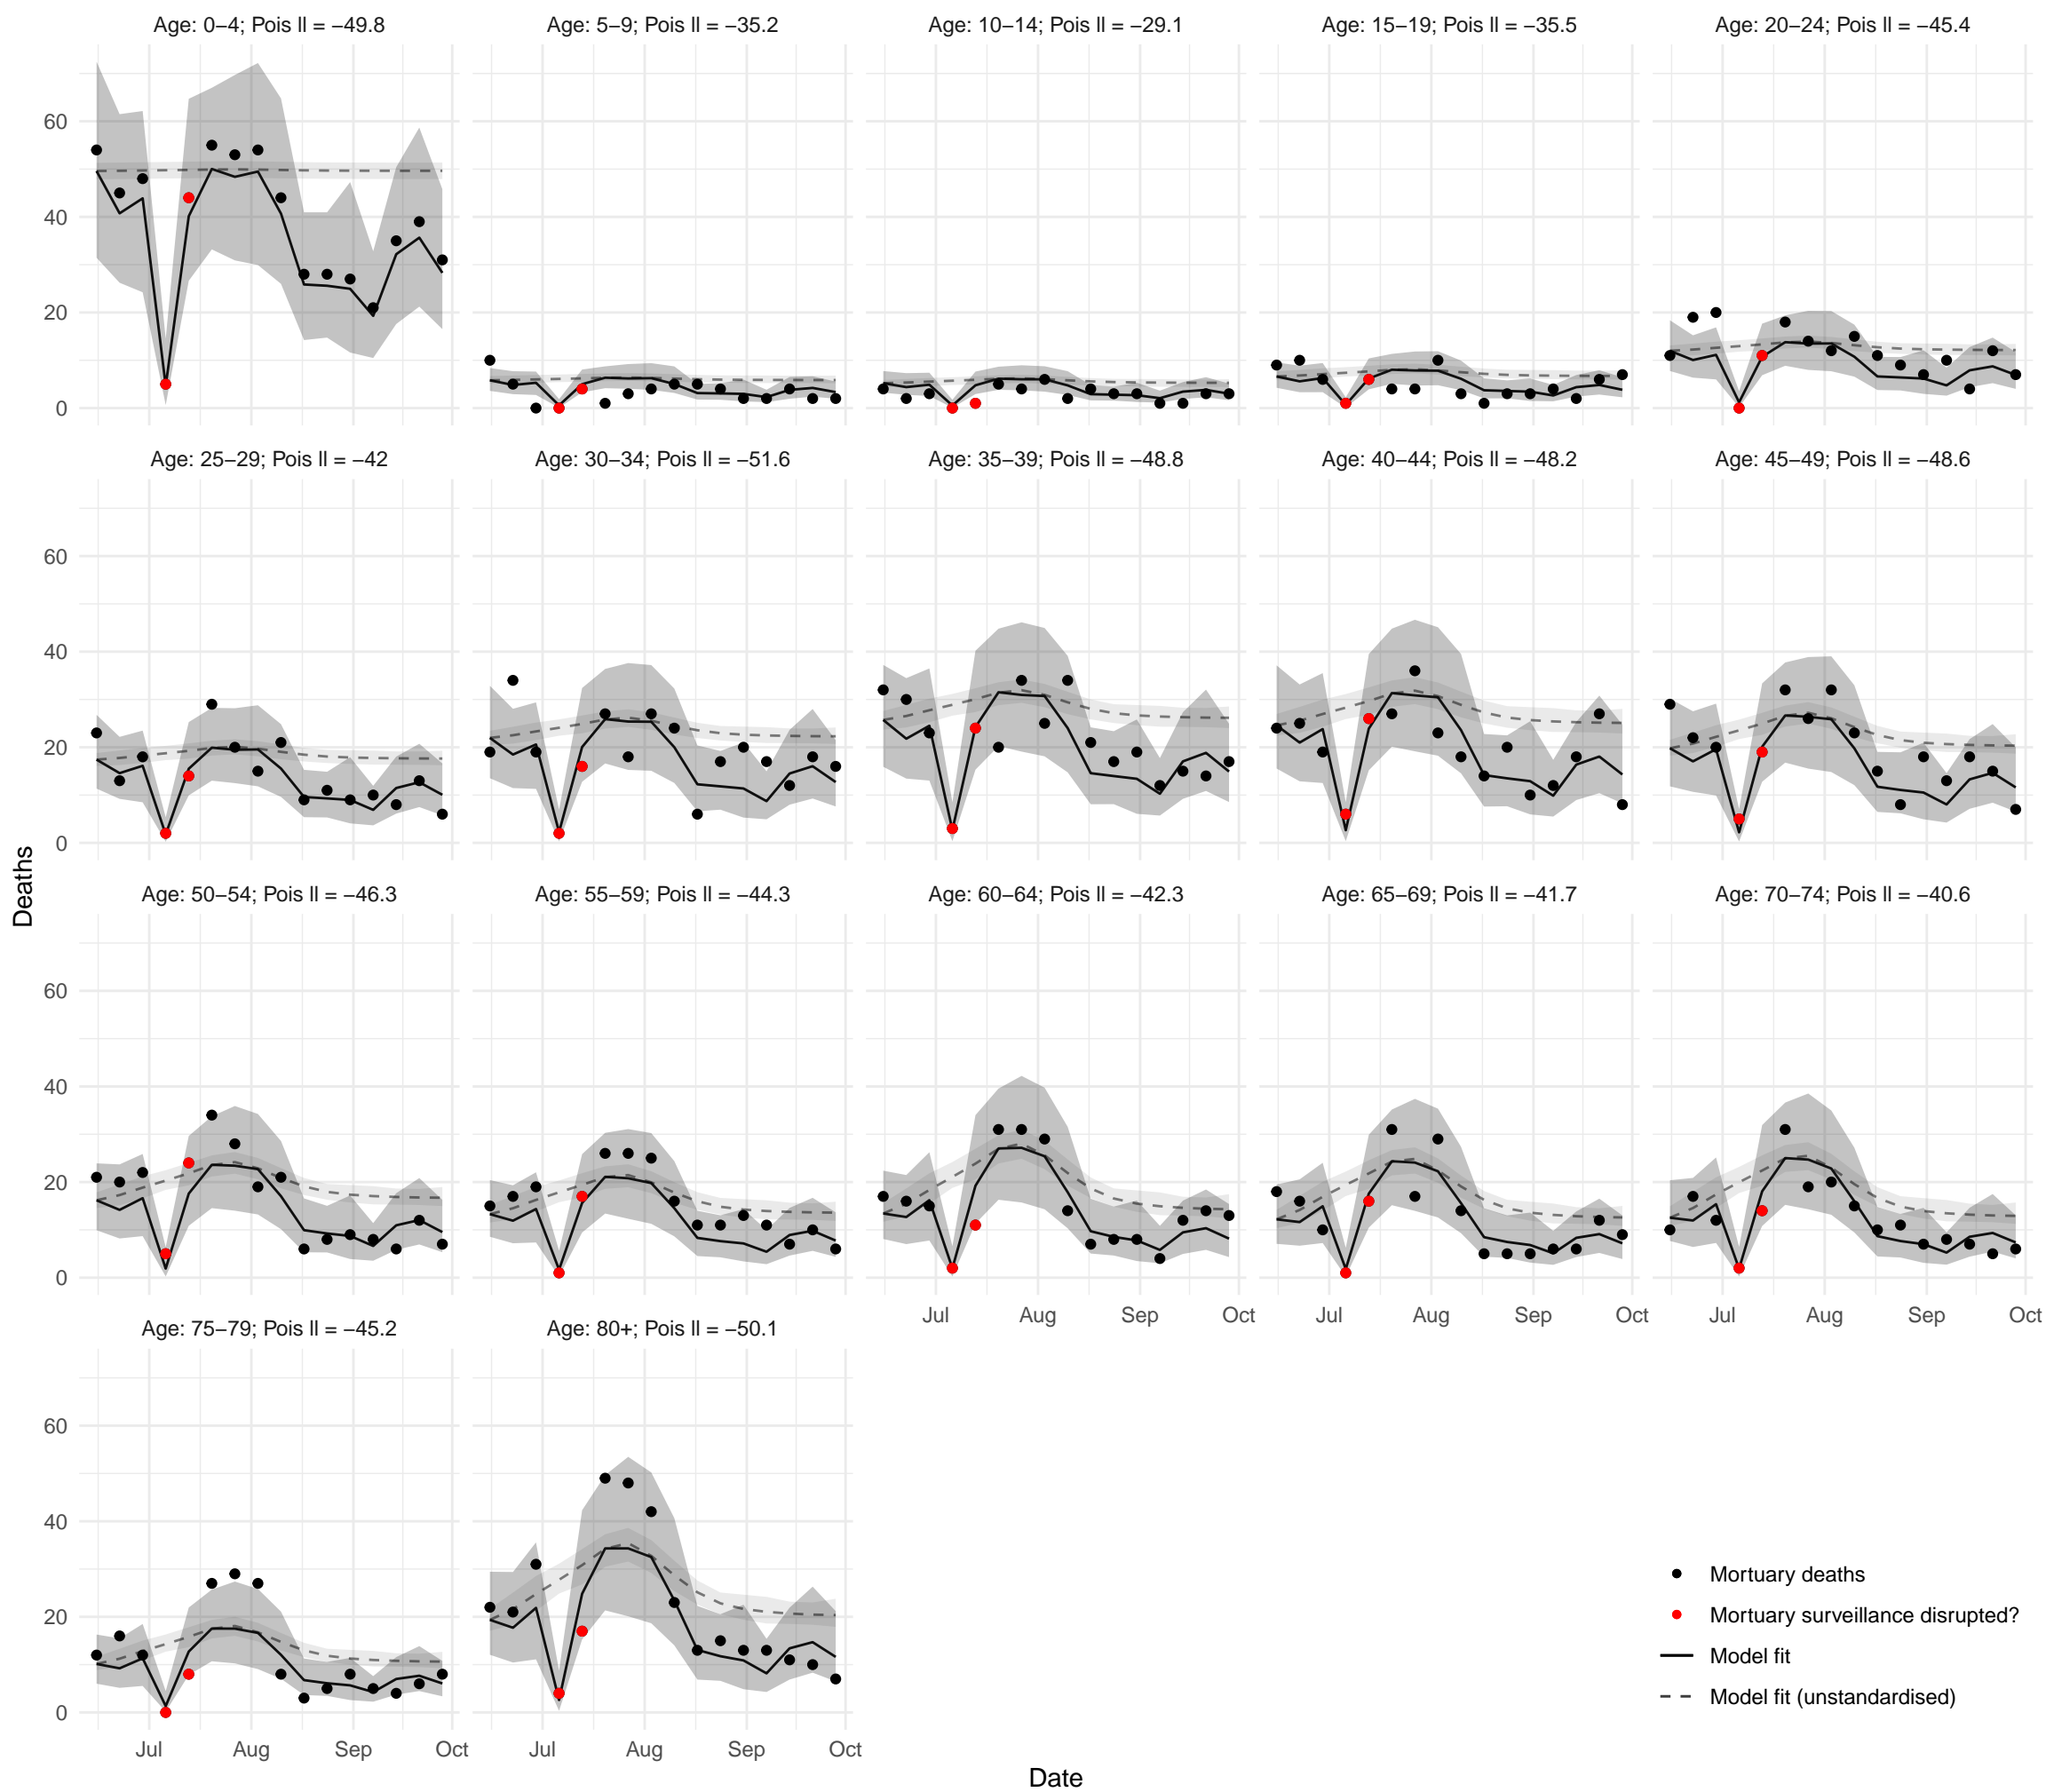 Age: 0−4; Pois ll = −49.8
Age: 5−9; Pois ll = −35.2
Age: 10−14; Pois ll = −29.1
Age: 15−19; Pois ll = −35.5
Age: 20−24; Pois ll = −45.4
60
40
20
0
Age: 25−29; Pois ll = −42
Age: 30−34; Pois ll = −51.6
Age: 35−39; Pois ll = −48.8
Age: 40−44; Pois ll = −48.2
Age: 45−49; Pois ll = −48.6
60
40
20
0
Deaths
Age: 50−54; Pois ll = −46.3
Age: 55−59; Pois ll = −44.3
Age: 60−64; Pois ll = −42.3
Age: 65−69; Pois ll = −41.7
Age: 70−74; Pois ll = −40.6
60
40
20
0
Jul Aug Sep Oct
Jul Aug Sep Oct
Jul Aug Sep Oct
Age: 75−79; Pois ll = −45.2
Age: 80+; Pois ll = −50.1
60
40
20
0
Jul Aug Sep Oct
Jul Aug Sep Oct
Mortuary deaths
Mortuary surveillance disrupted?
Model fit
Model fit (unstandardised)
Date